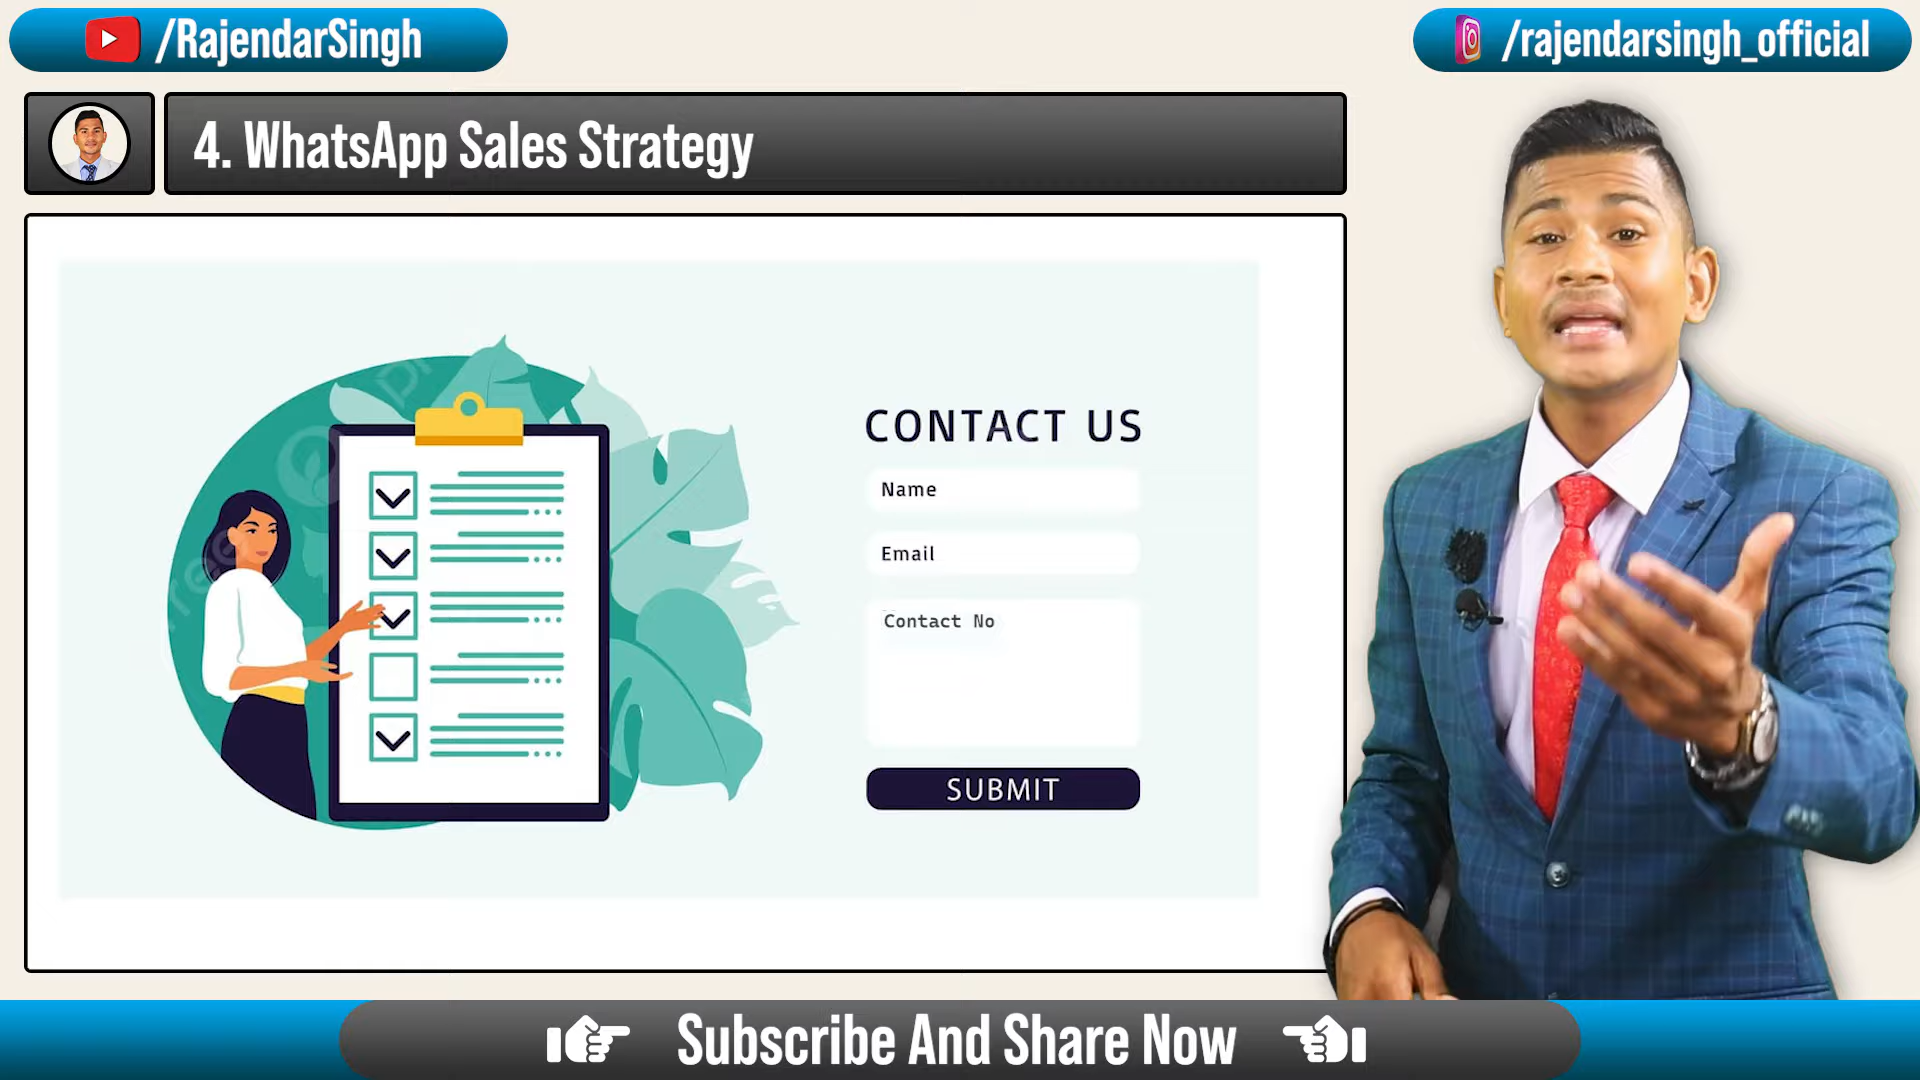 /RajendarSingh
/rajendarsingh_official
4. WhatsApp Sales Strategy
CONTACT US
Name
Email
Contact No
SUBMIT
Subscribe And Share Now